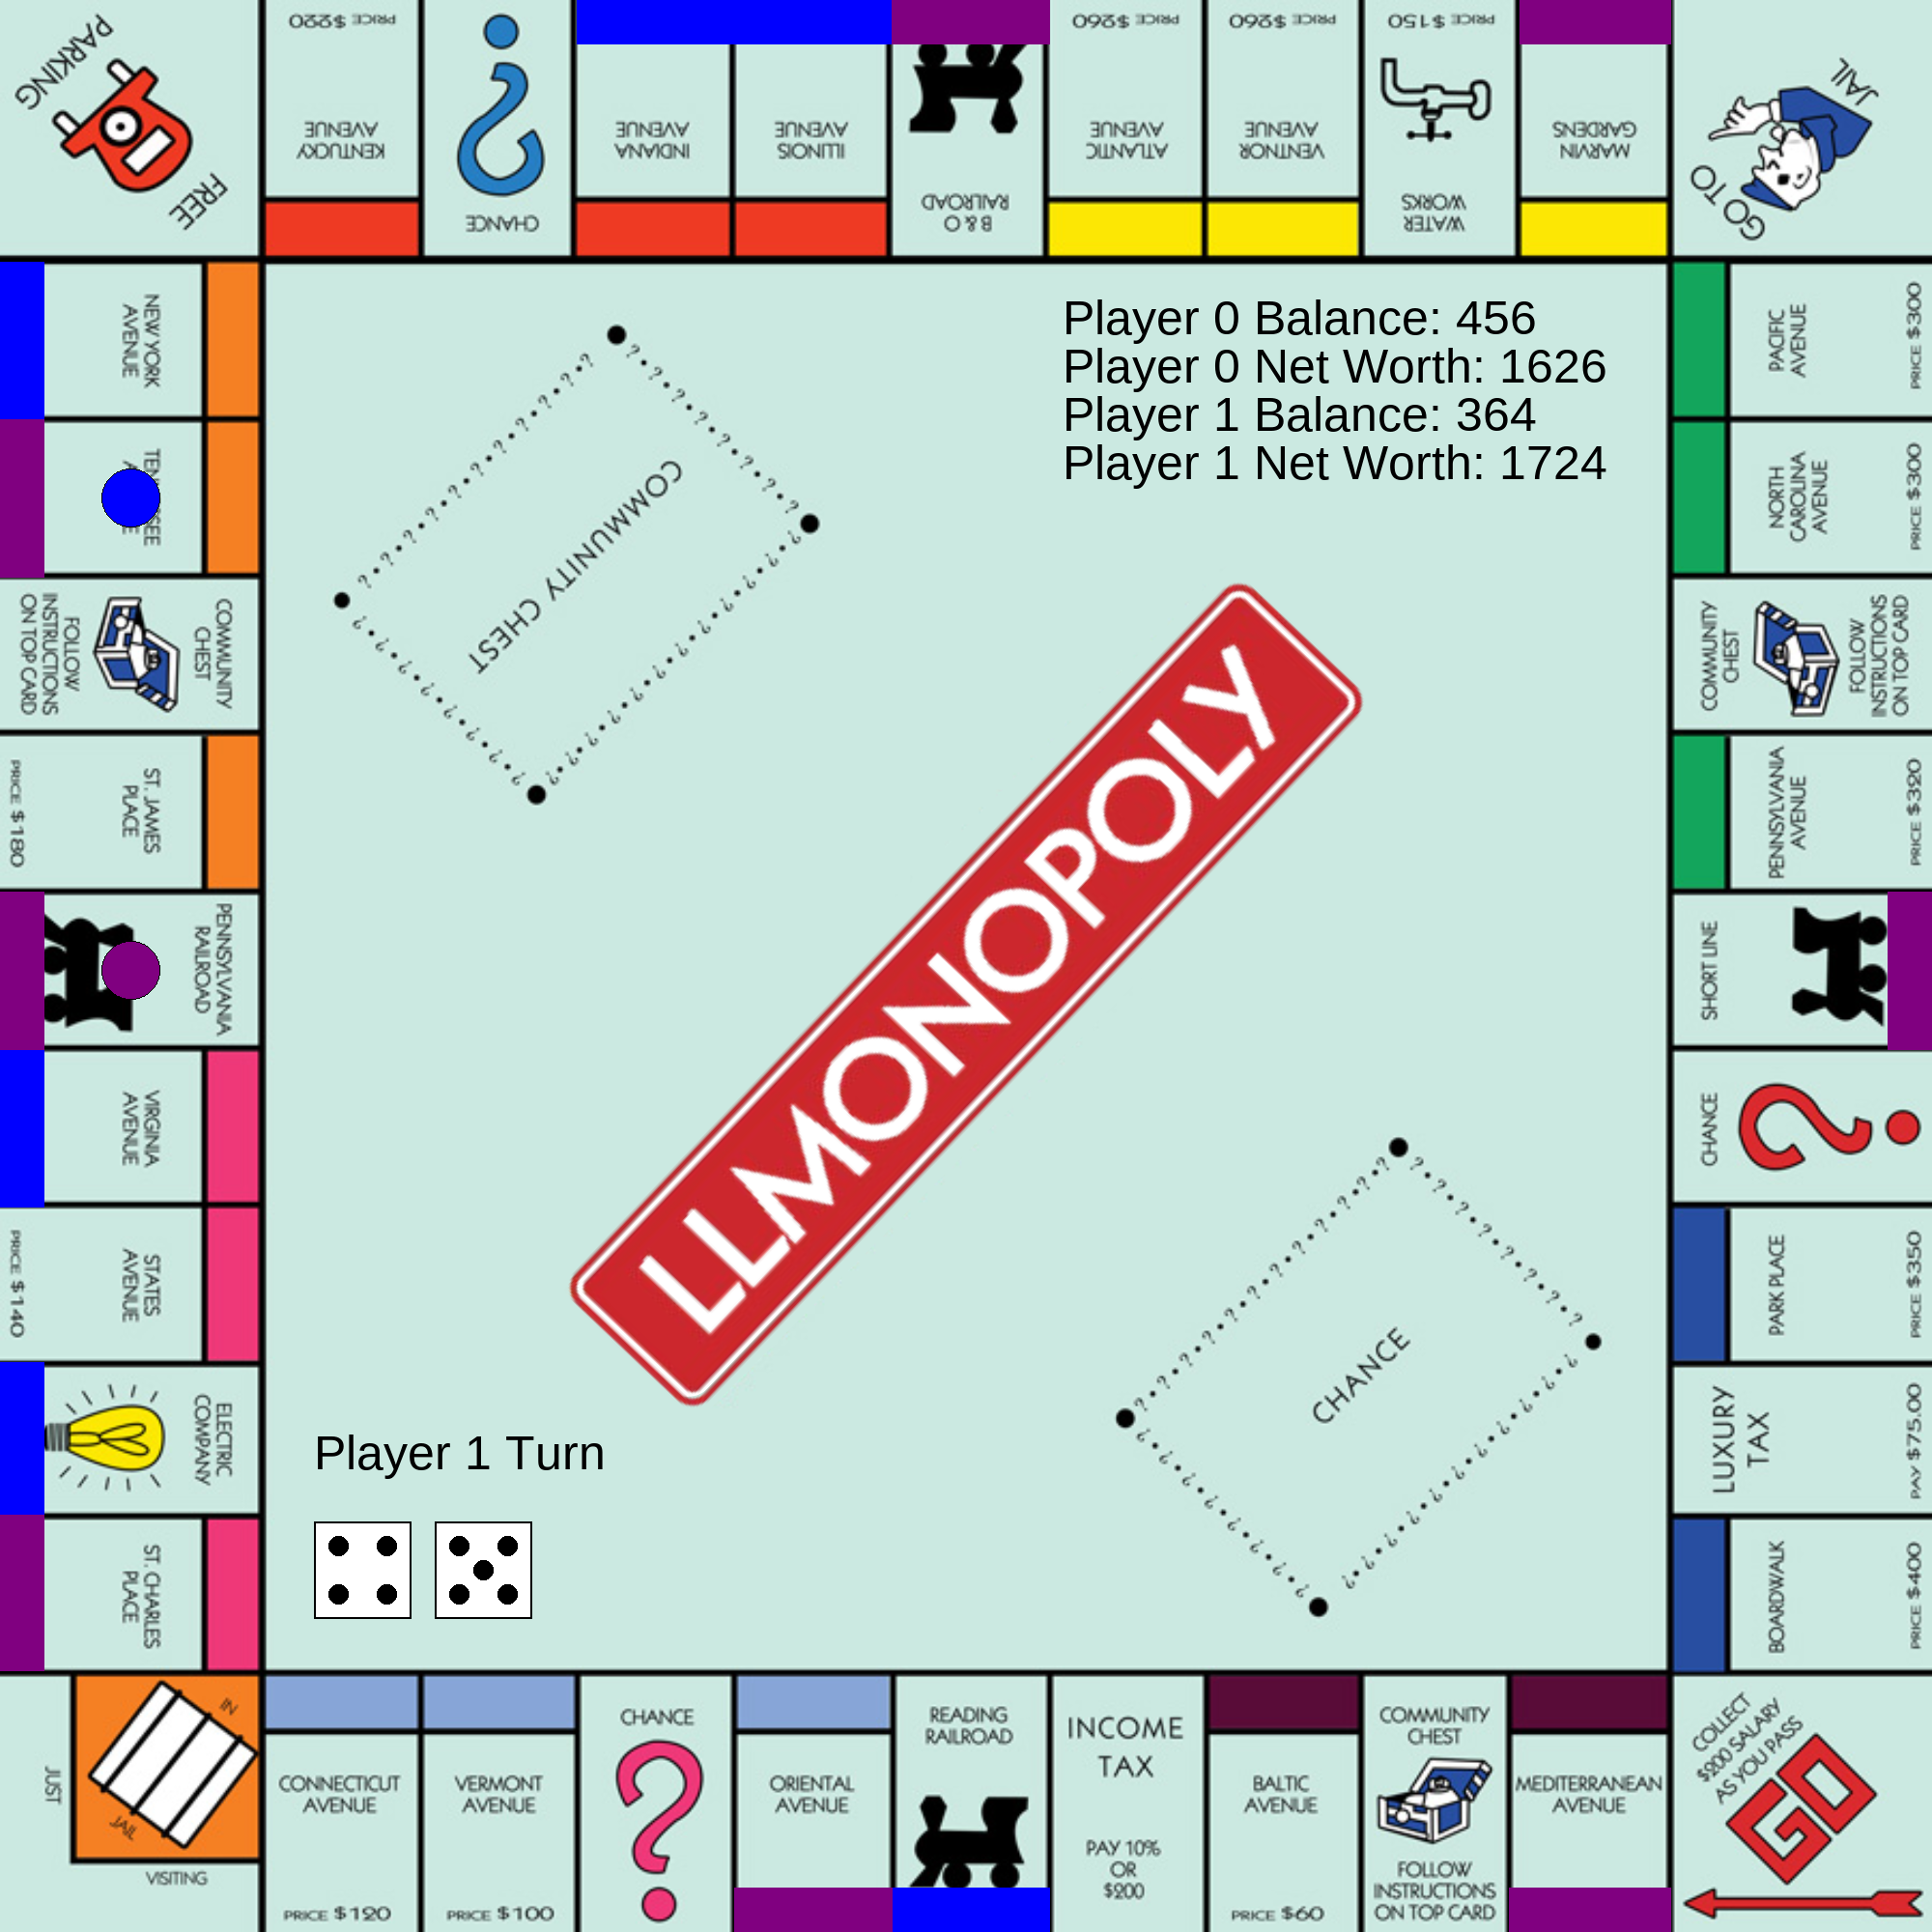 FREE
PARKING
PRICE $220
KENTUCKY
AVENUE
CHANCE
INDIANA
AVENUE
ILLINOIS
AVENUE
B & O
RAILROAD
PRICE $260
ATLANTIC
AVENUE
PRICE $260
VENTNOR
AVENUE
PRICE $150
WATER
WORKS
MARVIN
GARDENS
GO TO
JAIL
NEW YORK
AVENUE
COMMUNITY
CHEST
FOLLOW
INSTRUCTIONS
ON TOP CARD
ST. JAMES
PLACE
PRICE $180
PENNSYLVANIA
RAILROAD
VIRGINIA
AVENUE
STATES
AVENUE
PRICE $140
ELECTRIC
COMPANY
ST. CHARLES
PLACE
Player 0 Balance: 456
Player 0 Net Worth: 1626
Player 1 Balance: 364
Player 1 Net Worth: 1724
COMMUNITY CHEST
LLMONOPOLY
CHANCE
Player 1 Turn
PACIFIC
AVENUE
PRICE $300
NORTH
CAROLINA
AVENUE
PRICE $300
COMMUNITY
CHEST
FOLLOW
INSTRUCTIONS
ON TOP CARD
PENNSYLVANIA
AVENUE
PRICE $320
SHORT LINE
CHANCE
PARK PLACE
PRICE $350
LUXURY
TAX
PAY $75.00
BOARDWALK
PRICE $400
IN
JAIL
JUST
VISITING
CONNECTICUT
AVENUE
PRICE $120
VERMONT
AVENUE
PRICE $100
CHANCE
ORIENTAL
AVENUE
READING
RAILROAD
INCOME
TAX
PAY 10%
OR
$200
BALTIC
AVENUE
PRICE $60
COMMUNITY
CHEST
FOLLOW
INSTRUCTIONS
ON TOP CARD
MEDITERRANEAN
AVENUE
COLLECT
$200 SALARY
AS YOU PASS
GO